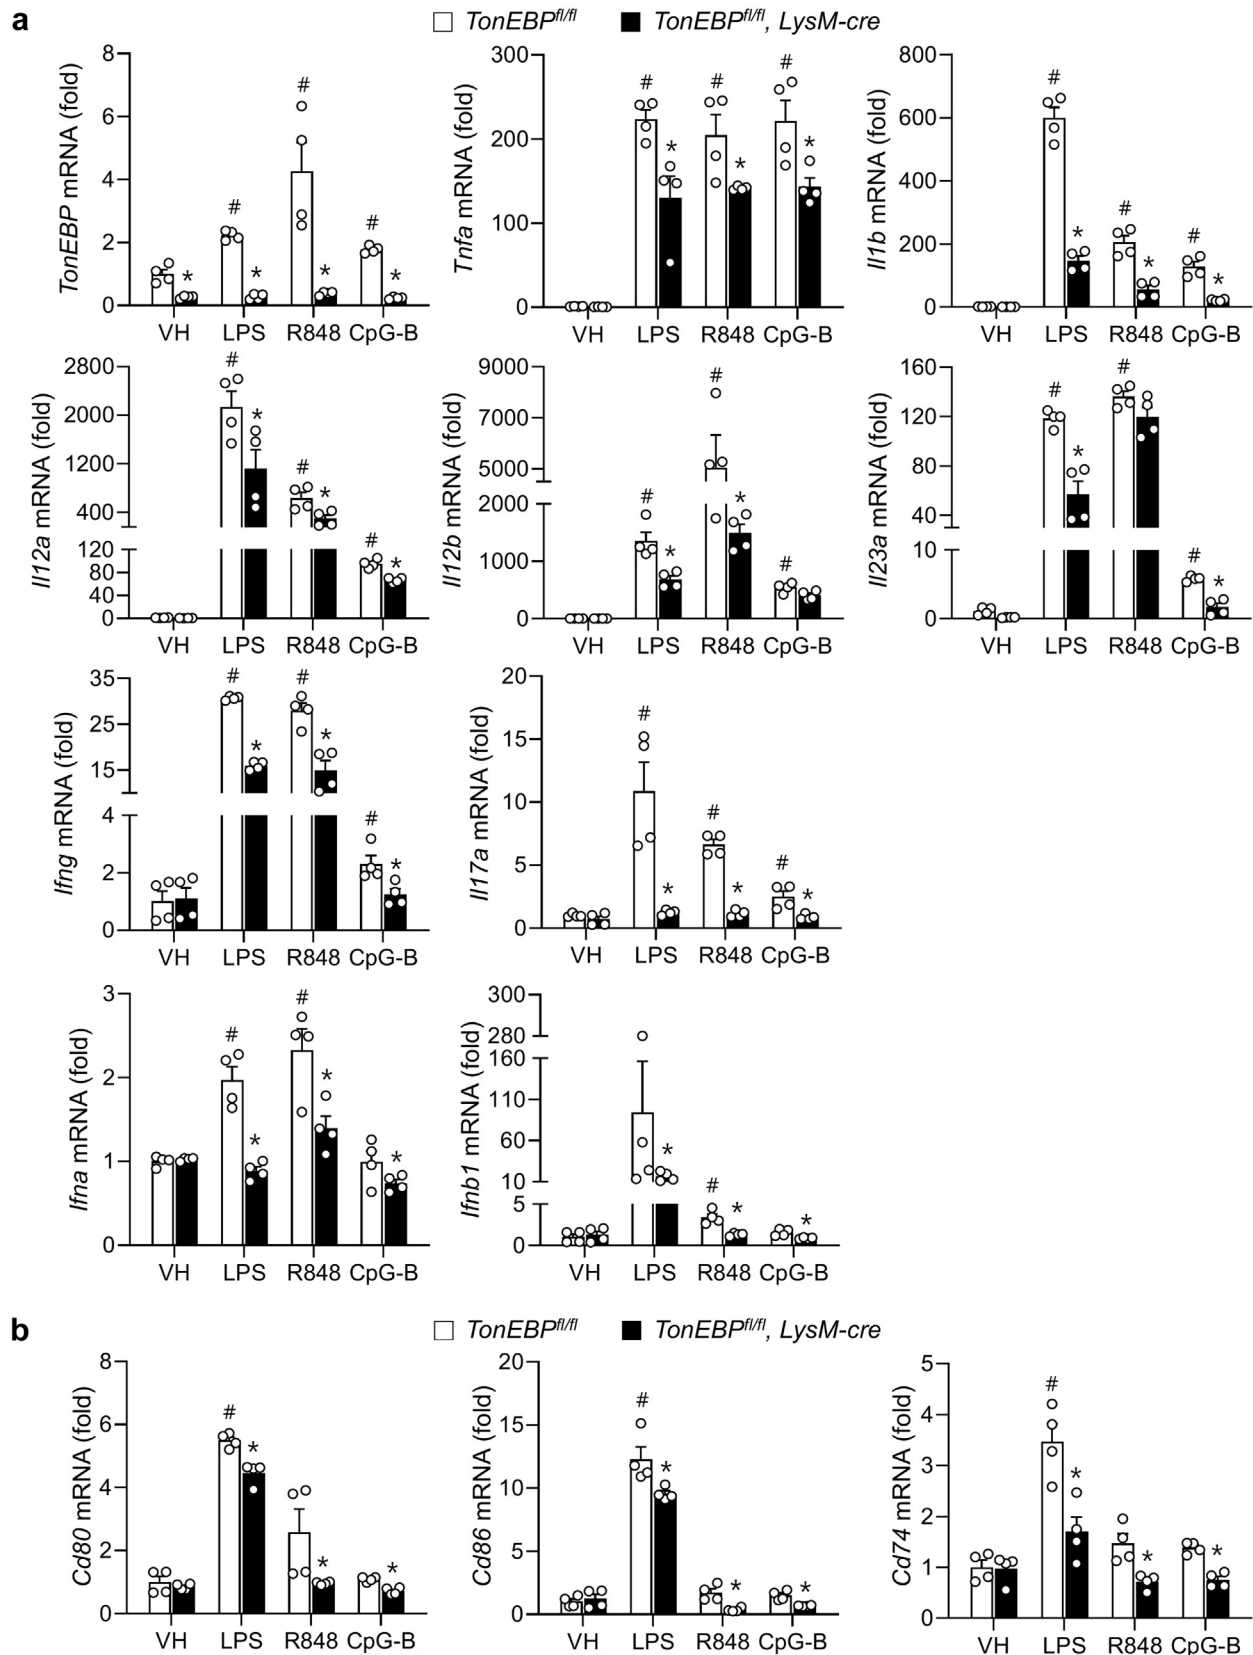 a
TonEBPfl/fl
TonEBPfl/fl, LysM-cre
TonEBP mRNA (fold)
8
6
4
2
0
# # # #
* * * *
VH LPS R848 CpG-B
Tnfa mRNA (fold)
300
200
100
0
# # #
* * *
VH LPS R848 CpG-B
Il1b mRNA (fold)
800
600
400
200
0
# # #
* * *
VH LPS R848 CpG-B
Il12a mRNA (fold)
2800
2000
1200
400
120
80
40
0
# # #
* * *
VH LPS R848 CpG-B
Il12b mRNA (fold)
9000
7000
5000
2000
1000
0
# # #
* *
VH LPS R848 CpG-B
Il23a mRNA (fold)
160
120
80
40
10
0
# # #
* *
VH LPS R848 CpG-B
Ifng mRNA (fold)
35
25
15
4
2
0
# # #
* * *
VH LPS R848 CpG-B
Il17a mRNA (fold)
20
15
10
5
0
# # #
* * *
VH LPS R848 CpG-B
Ifna mRNA (fold)
3
2
1
0
# #
* * *
VH LPS R848 CpG-B
Ifnb1 mRNA (fold)
300
280
160
110
60
10
5
0
#
* * *
VH LPS R848 CpG-B
b
TonEBPfl/fl
TonEBPfl/fl, LysM-cre
Cd80 mRNA (fold)
8
6
4
2
0
#
* * *
VH LPS R848 CpG-B
Cd86 mRNA (fold)
20
15
10
5
0
#
* * *
VH LPS R848 CpG-B
Cd74 mRNA (fold)
5
4
3
2
1
0
#
* * *
VH LPS R848 CpG-B